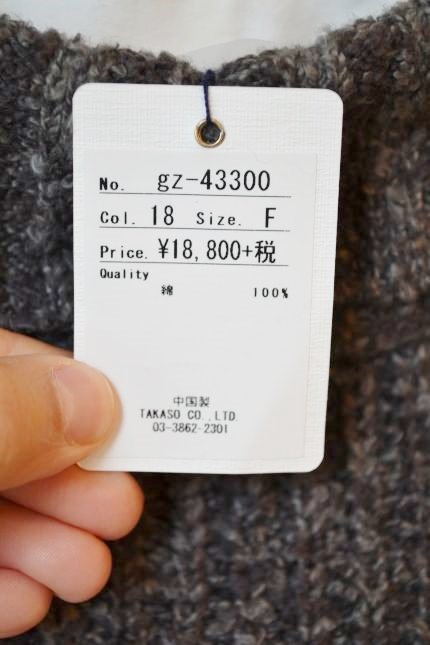 No. gz-43300
Col. 18 Size. F
Price. ¥18,800+税
Quality
綿 100%
中国製
TAKASO CO.,LTD.
03-3862-2301